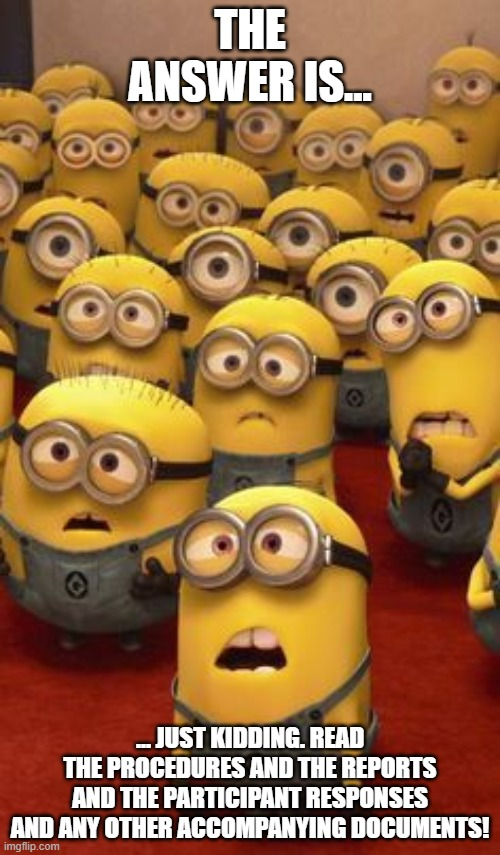 THE
ANSWER IS...
... JUST KIDDING. READ
THE PROCEDURES AND THE REPORTS
AND THE PARTICIPANT RESPONSES
AND ANY OTHER ACCOMPANYING DOCUMENTS!
imgflip.com